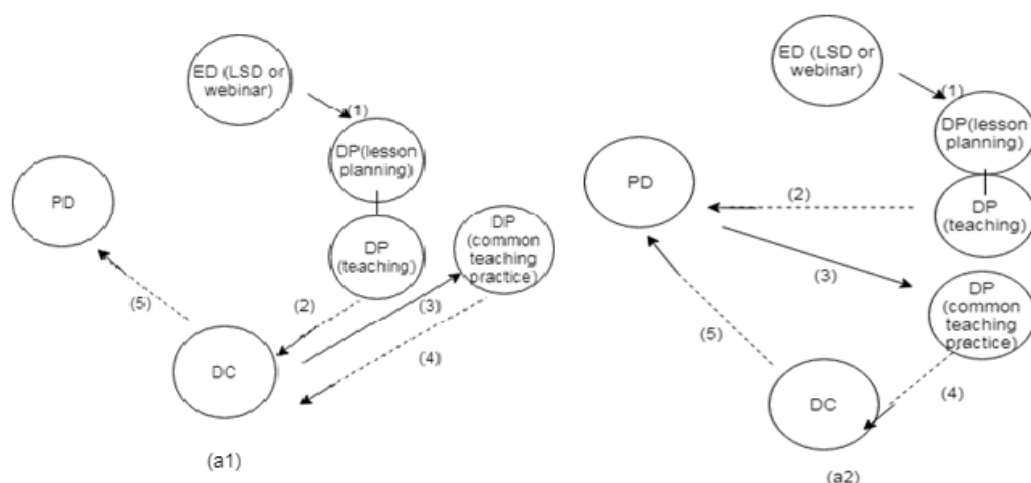 ED (LSD or
webinar)
(1)
DP(lesson
planning)
PD
DP
(teaching)
DP
(common
teaching
practice)
(5)
(2)
(3)
(4)
DC
(a1)
ED (LSD or
webinar)
(1)
DP(lesson
planning)
PD
(2)
DP
(teaching)
(3)
DP
(common
teaching
practice)
(5)
(4)
DC
(a2)